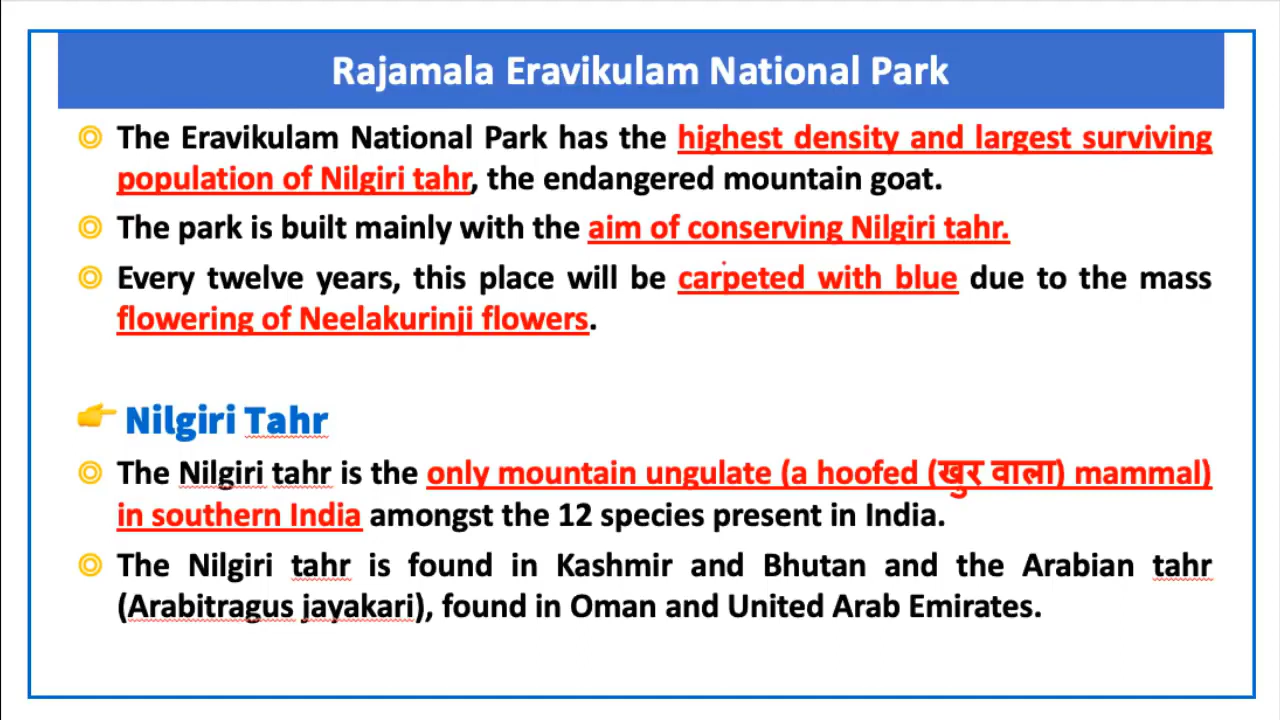 Rajamala Eravikulam National Park
The Eravikulam National Park has the highest density and largest surviving
population of Nilgiri tahr, the endangered mountain goat.
The park is built mainly with the aim of conserving Nilgiri tahr.
Every twelve years, this place will be carpeted with blue due to the mass
flowering of Neelakurinji flowers.
Nilgiri Tahr
The Nilgiri tahr is the only mountain ungulate (a hoofed (खुर वाला) mammal)
in southern India amongst the 12 species present in India.
The Nilgiri tahr is found in Kashmir and Bhutan and the Arabian tahr
(Arabitragus jayakari), found in Oman and United Arab Emirates.